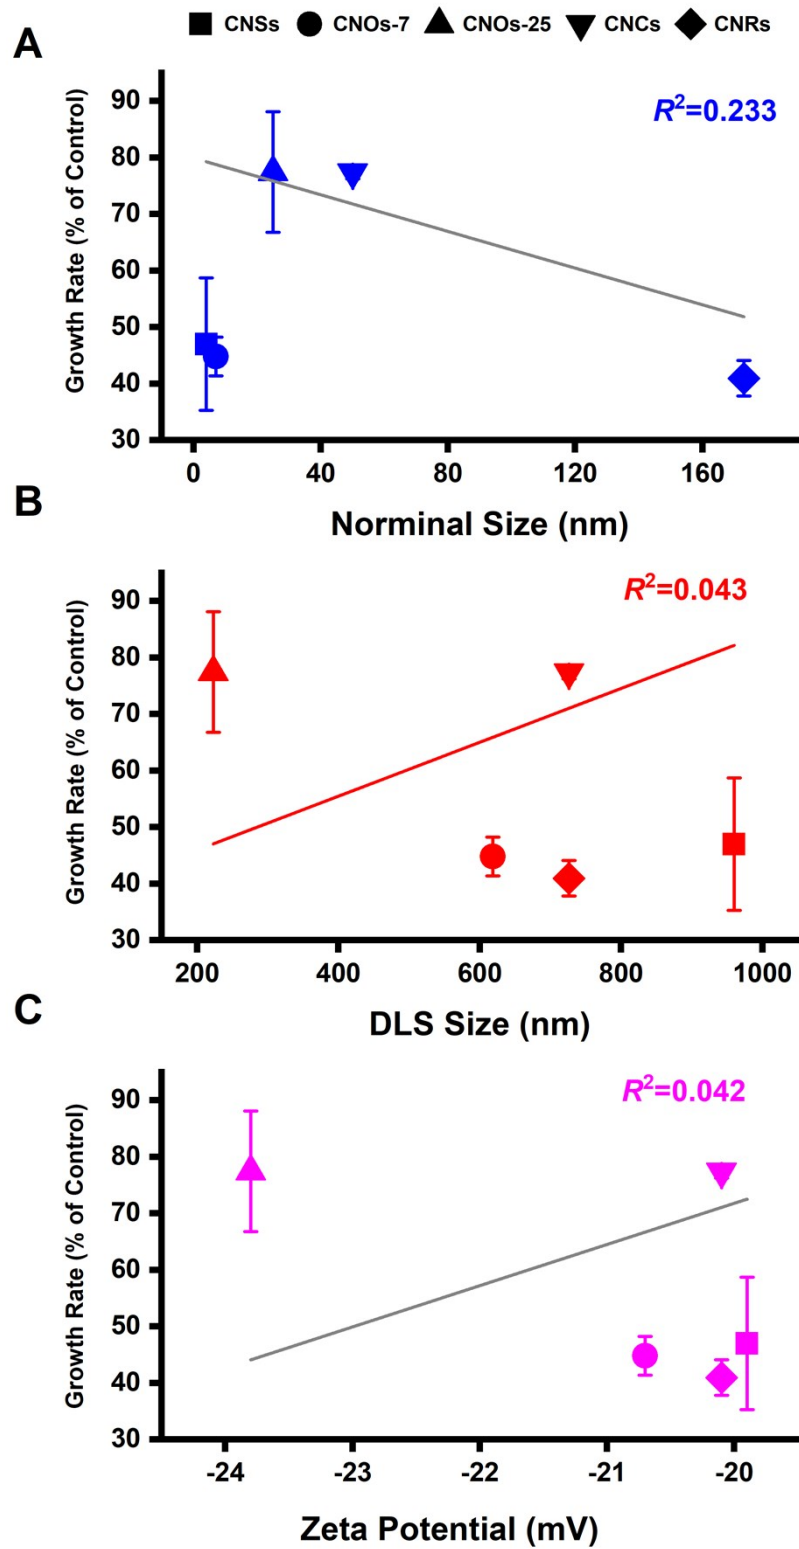 CNSs CNOs-7 CNOs-25 CNCs CNRs
A
R²=0.233
Growth Rate (% of Control)
90
80
70
60
50
40
30
0 40 80 120 160
Norminal Size (nm)
B
R²=0.043
Growth Rate (% of Control)
90
80
70
60
50
40
30
200 400 600 800 1000
DLS Size (nm)
C
R²=0.042
Growth Rate (% of Control)
90
80
70
60
50
40
30
-24 -23 -22 -21 -20
Zeta Potential (mV)